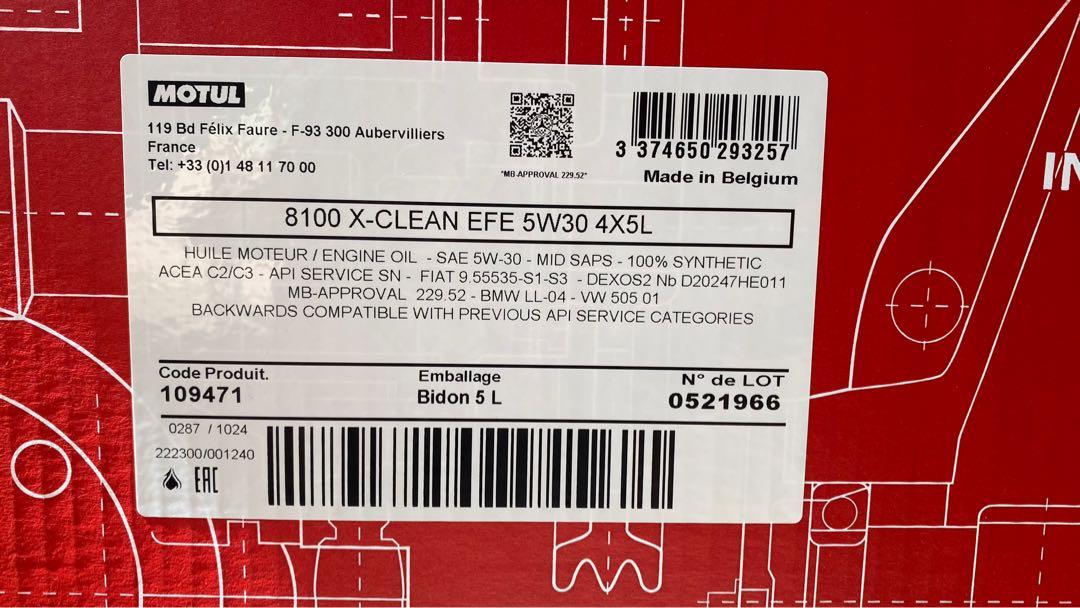 MOTUL
119 Bd Félix Faure - F-93 300 Aubervilliers
France
Tel: +33 (0)1 48 11 70 00
"MB-APPROVAL 229.52"
3 374650 293257
Made in Belgium
8100 X-CLEAN EFE 5W30 4X5L
HUILE MOTEUR / ENGINE OIL - SAE 5W-30 - MID SAPS - 100% SYNTHETIC
ACEA C2/C3 - API SERVICE SN - FIAT 9.55535-S1-S3 - DEXOS2 Nb D20247HE011
MB-APPROVAL 229.52 - BMW LL-04 - VW 505 01
BACKWARDS COMPATIBLE WITH PREVIOUS API SERVICE CATEGORIES
Code Produit.
109471
Emballage
Bidon 5 L
N° de LOT
0521966
0287 / 1024
222300/001240
EAC
IN